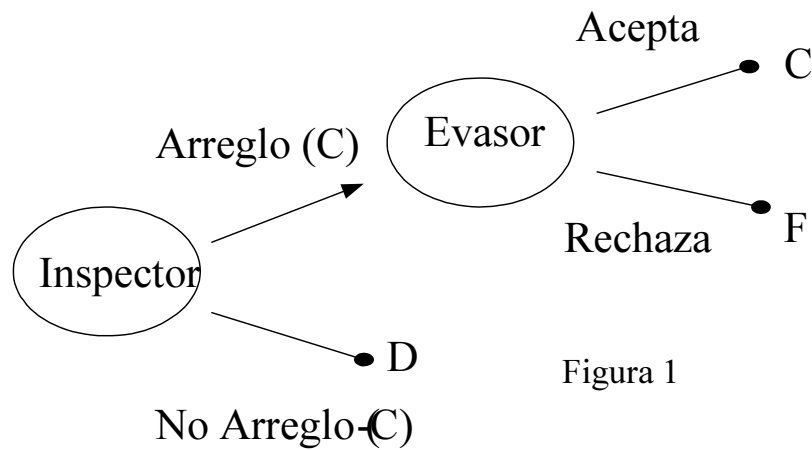 Acepta
C
Evasor
Arreglo (C)
Rechaza
F
Inspector
D
Figura 1
No Arreglo-(C)